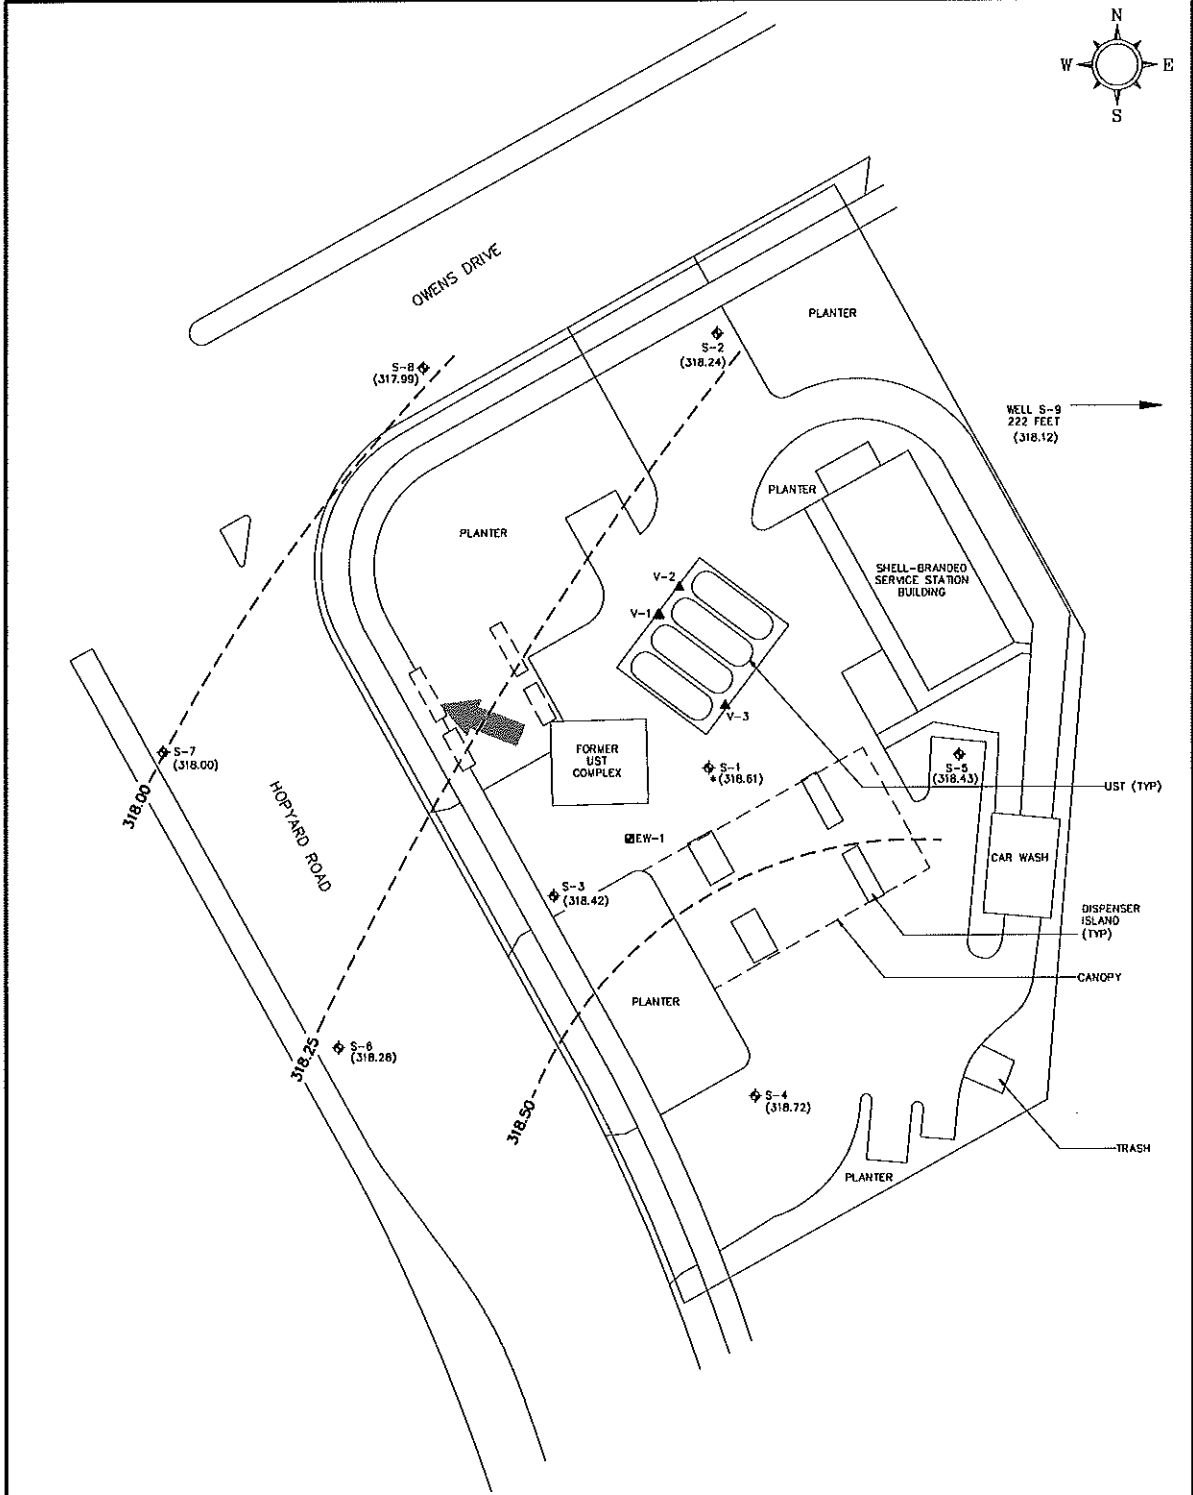 N
W E
S
OWENS DRIVE
PLANTER
S-2
(318.24)
S-8
(317.99)
WELL S-9
222 FEET
(318.12)
PLANTER
PLANTER
SHELL-BRANDED
SERVICE STATION
BUILDING
V-2
V-1
V-3
S-7
(318.00)
318.00
HOPYARD ROAD
FORMER
UST
COMPLEX
S-1
*(318.61)
S-5
(318.43)
UST (TYP)
EW-1
CAR WASH
S-3
(318.42)
DISPENSER
ISLAND
(TYP)
CANOPY
PLANTER
S-6
(318.28)
318.25
318.50
S-4
(318.72)
TRASH
PLANTER